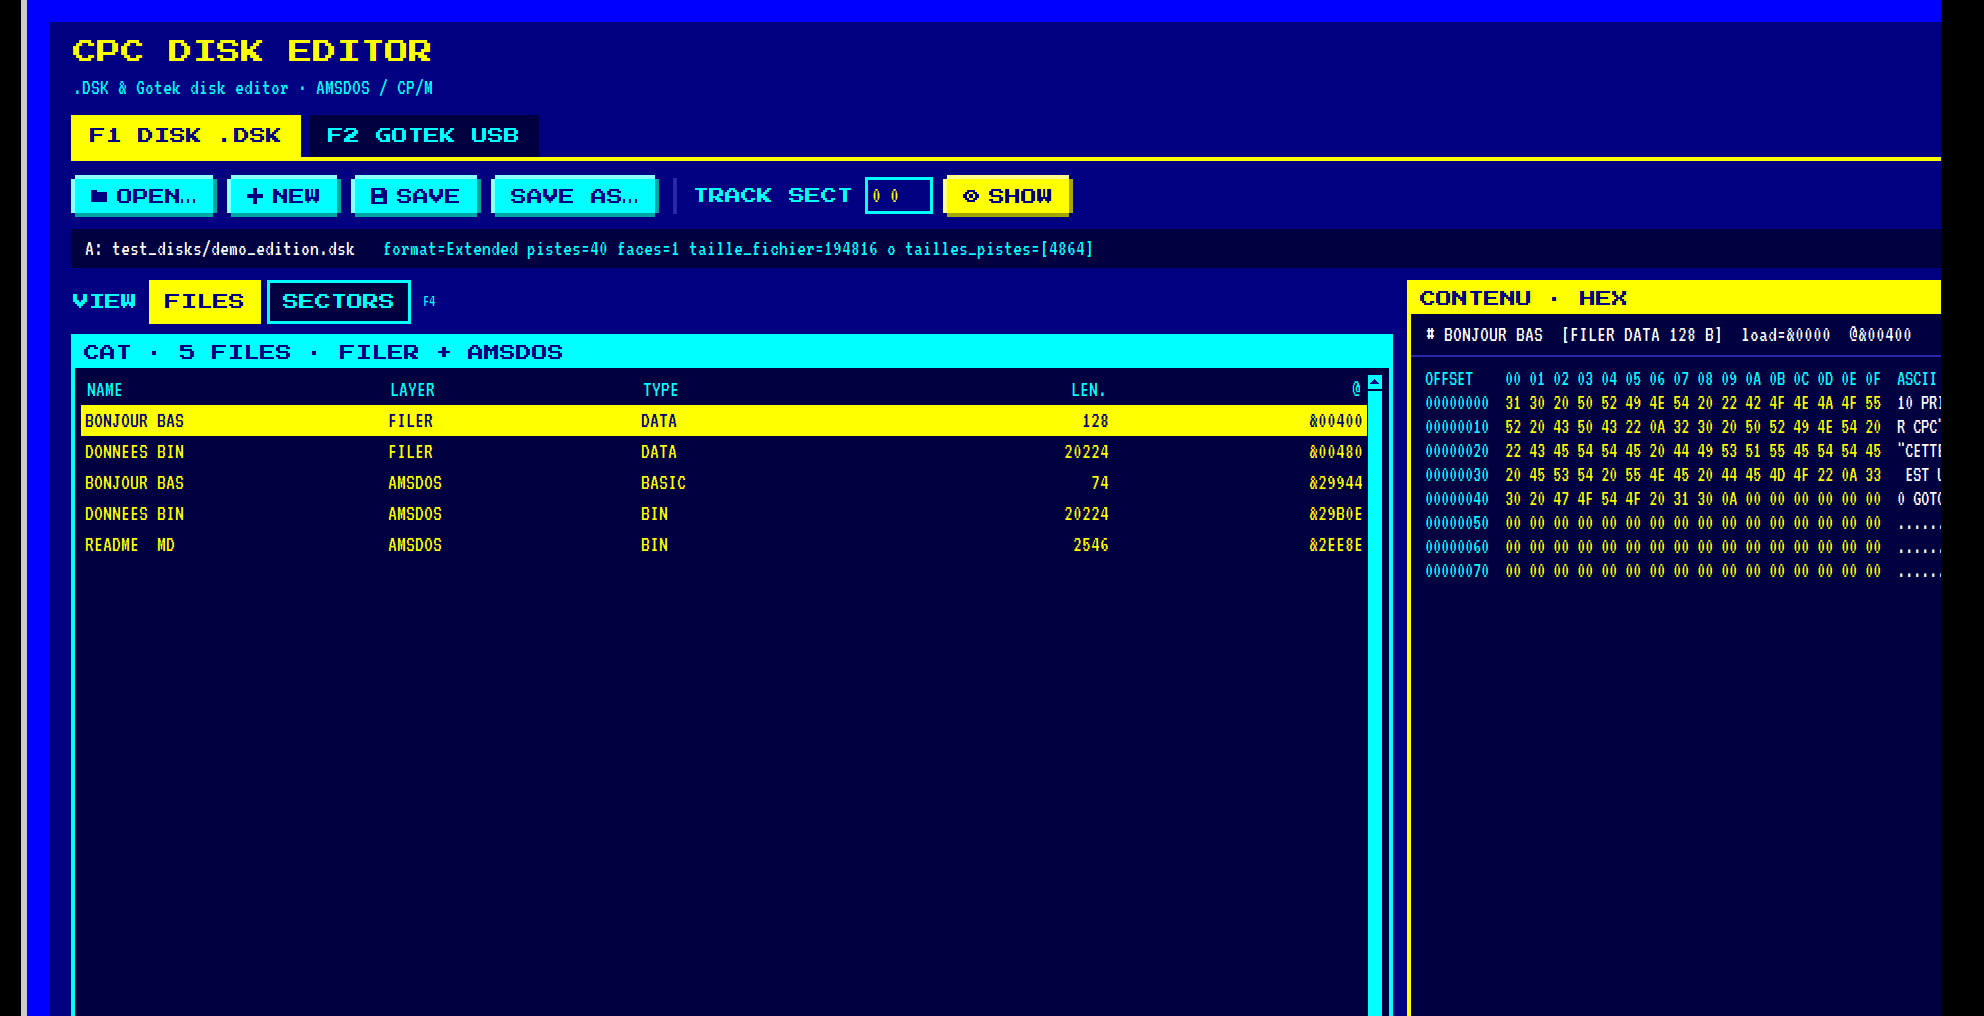 CPC DISK EDITOR
.DSK & Gotek disk editor · AMSDOS / CP/M
F1 DISK .DSK F2 GOTEK USB
OPEN… NEW SAVE SAVE AS… TRACK SECT 0 0 SHOW
A: test_disks/demo_edition.dsk format=Extended pistes=40 faces=1 taille_fichier=194816 o tailles_pistes=[4864]
VIEW FILES SECTORS F4
CAT · 5 FILES · FILER + AMSDOS
NAME LAYER TYPE LEN. @
BONJOUR BAS FILER DATA 128 &00400
DONNEES BIN FILER DATA 20224 &00480
BONJOUR BAS AMSDOS BASIC 74 &29944
DONNEES BIN AMSDOS BIN 20224 &29B0E
README MD AMSDOS BIN 2546 &2EE8E
CONTENU · HEX
# BONJOUR BAS [FILER DATA 128 B] load=&0000 @&00400
OFFSET 00 01 02 03 04 05 06 07 08 09 0A 0B 0C 0D 0E 0F ASCII
00000000 31 30 20 50 52 49 4E 54 20 22 42 4F 4E 4A 4F 55 10 PRI
00000010 52 20 43 50 43 22 0A 32 30 20 50 52 49 4E 54 20 R CPC"
00000020 22 43 45 54 54 45 20 44 49 53 51 55 45 54 54 45 "CETTE
00000030 20 45 53 54 20 55 4E 45 20 44 45 4D 4F 22 0A 33 EST U
00000040 30 20 47 4F 54 4F 20 31 30 0A 00 00 00 00 00 00 0 GOTO
00000050 00 00 00 00 00 00 00 00 00 00 00 00 00 00 00 00 ......
00000060 00 00 00 00 00 00 00 00 00 00 00 00 00 00 00 00 ......
00000070 00 00 00 00 00 00 00 00 00 00 00 00 00 00 00 00 ......